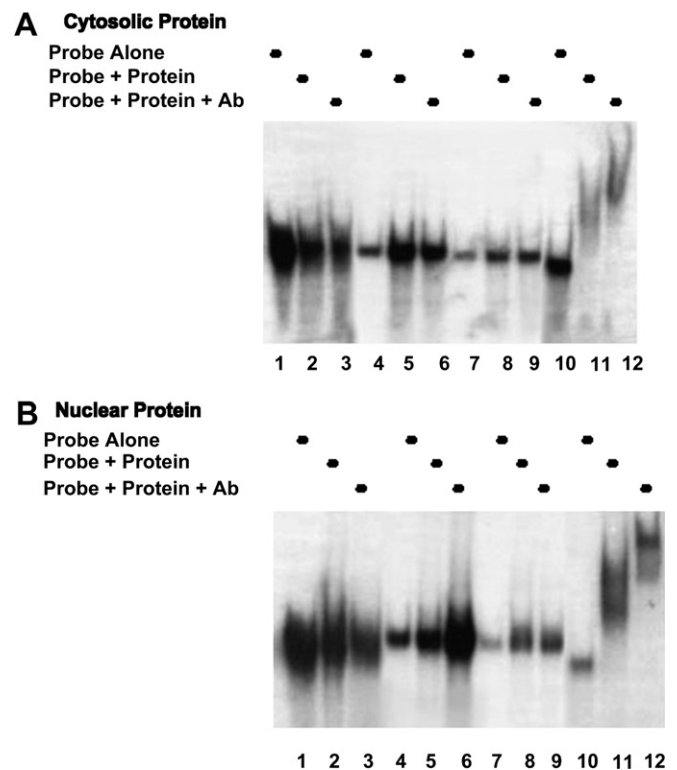 A Cytosolic Protein
Probe Alone
Probe + Protein
Probe + Protein + Ab
1 2 3 4 5 6 7 8 9 10 11 12
B Nuclear Protein
Probe Alone
Probe + Protein
Probe + Protein + Ab
1 2 3 4 5 6 7 8 9 10 11 12